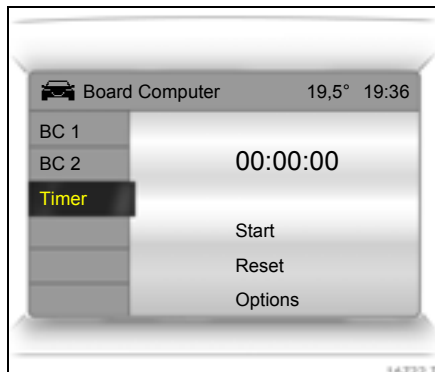 Board Computer 19,5° 19:36
BC 1
BC 2
00:00:00
Timer
Start
Reset
Options